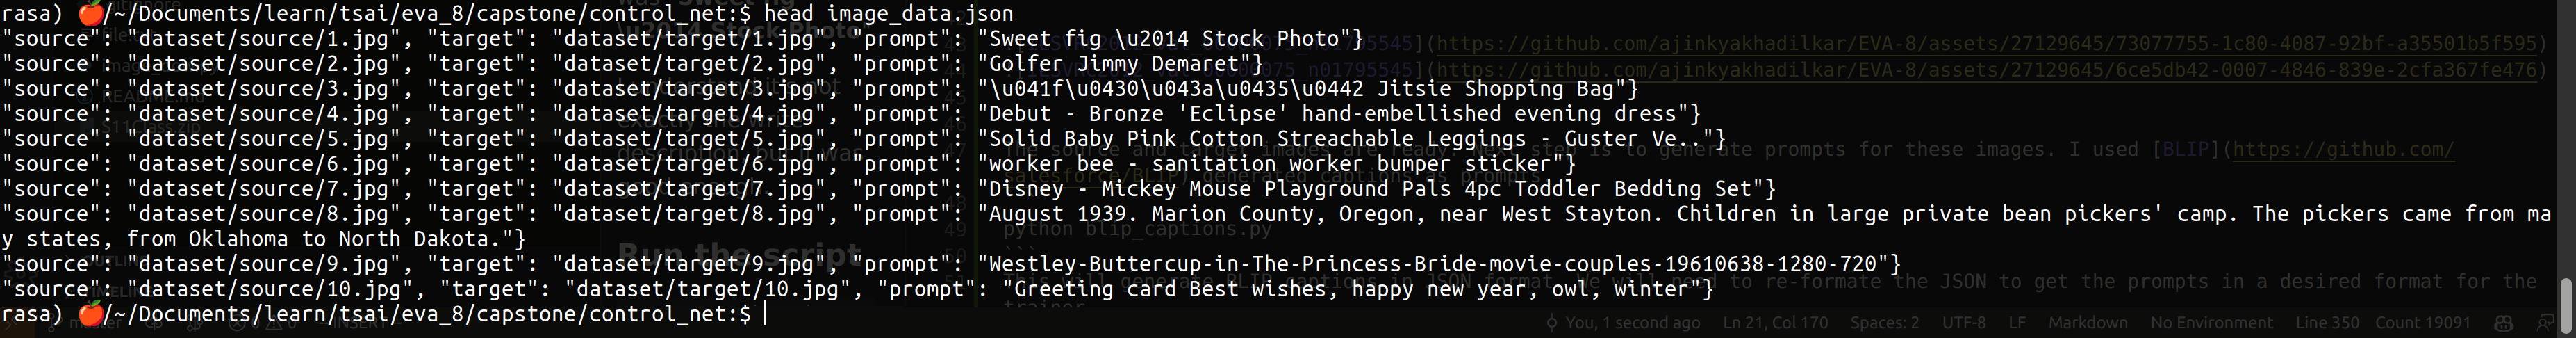 rasa) 🍎/~/Documents/learn/tsai/eva_8/capstone/control_net:$ head image_data.json
"source": "dataset/source/1.jpg", "target": "dataset/target/1.jpg", "prompt": "Sweet fig \u2014 Stock Photo"}
"source": "dataset/source/2.jpg", "target": "dataset/target/2.jpg", "prompt": "Golfer Jimmy Demaret"}
"source": "dataset/source/3.jpg", "target": "dataset/target/3.jpg", "prompt": "\u041f\u0430\u043a\u0435\u0442 Jitsie Shopping Bag"}
"source": "dataset/source/4.jpg", "target": "dataset/target/4.jpg", "prompt": "Debut - Bronze 'Eclipse' hand-embellished evening dress"}
"source": "dataset/source/5.jpg", "target": "dataset/target/5.jpg", "prompt": "Solid Baby Pink Cotton Streachable Leggings - Guster Ve.."}
"source": "dataset/source/6.jpg", "target": "dataset/target/6.jpg", "prompt": "worker bee - sanitation worker bumper sticker"}
"source": "dataset/source/7.jpg", "target": "dataset/target/7.jpg", "prompt": "Disney - Mickey Mouse Playground Pals 4pc Toddler Bedding Set"}
"source": "dataset/source/8.jpg", "target": "dataset/target/8.jpg", "prompt": "August 1939. Marion County, Oregon, near West Stayton. Children in large private bean pickers' camp. The pickers came from ma
y states, from Oklahoma to North Dakota."}
"source": "dataset/source/9.jpg", "target": "dataset/target/9.jpg", "prompt": "Westley-Buttercup-in-The-Princess-Bride-movie-couples-19610638-1280-720"}
"source": "dataset/source/10.jpg", "target": "dataset/target/10.jpg", "prompt": "Greeting card Best wishes, happy new year, owl, winter"}
rasa) 🍎/~/Documents/learn/tsai/eva_8/capstone/control_net:$
](https://github.com/ajinkyakhadilkar/EVA-8/assets/27129645/73077755-1c80-4087-92bf-a35501b5f595)
](https://github.com/ajinkyakhadilkar/EVA-8/assets/27129645/6ce5db42-0007-4846-839e-2cfa367fe476)
step is to generate prompts for these images. I used [BLIP](https://github.com/
python blip_captions.py
Run the script
You, 1 second ago Ln 21, Col 170 Spaces: 2 UTF-8 LF Markdown No Environment Line 350 Count 19091